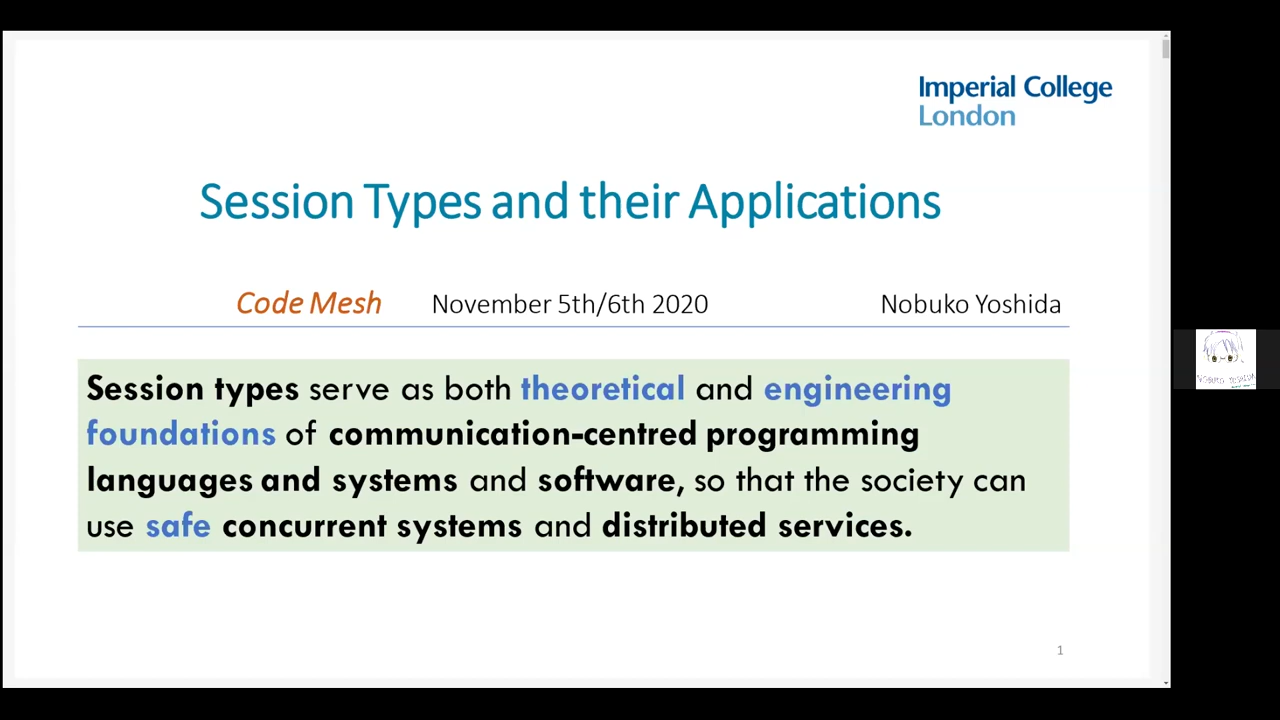 Imperial College
London
Session Types and their Applications
Code Mesh November 5th/6th 2020 Nobuko Yoshida
Session types serve as both theoretical and engineering
foundations of communication-centred programming
languages and systems and software, so that the society can
use safe concurrent systems and distributed services.
NOBUKO YOSHIDA
1